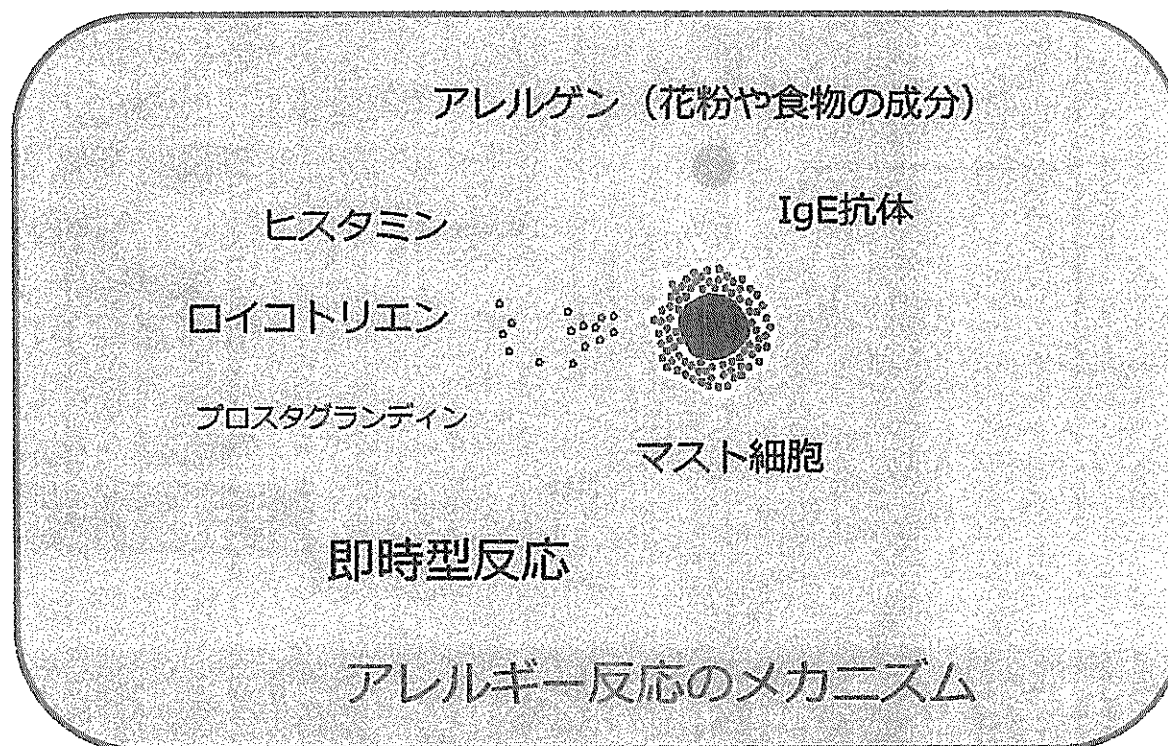 アレルゲン（花粉や食物の成分）
IgE抗体
ヒスタミン
ロイコトリエン
プロスタグランディン
マスト細胞
即時型反応
アレルギー反応のメカニズム